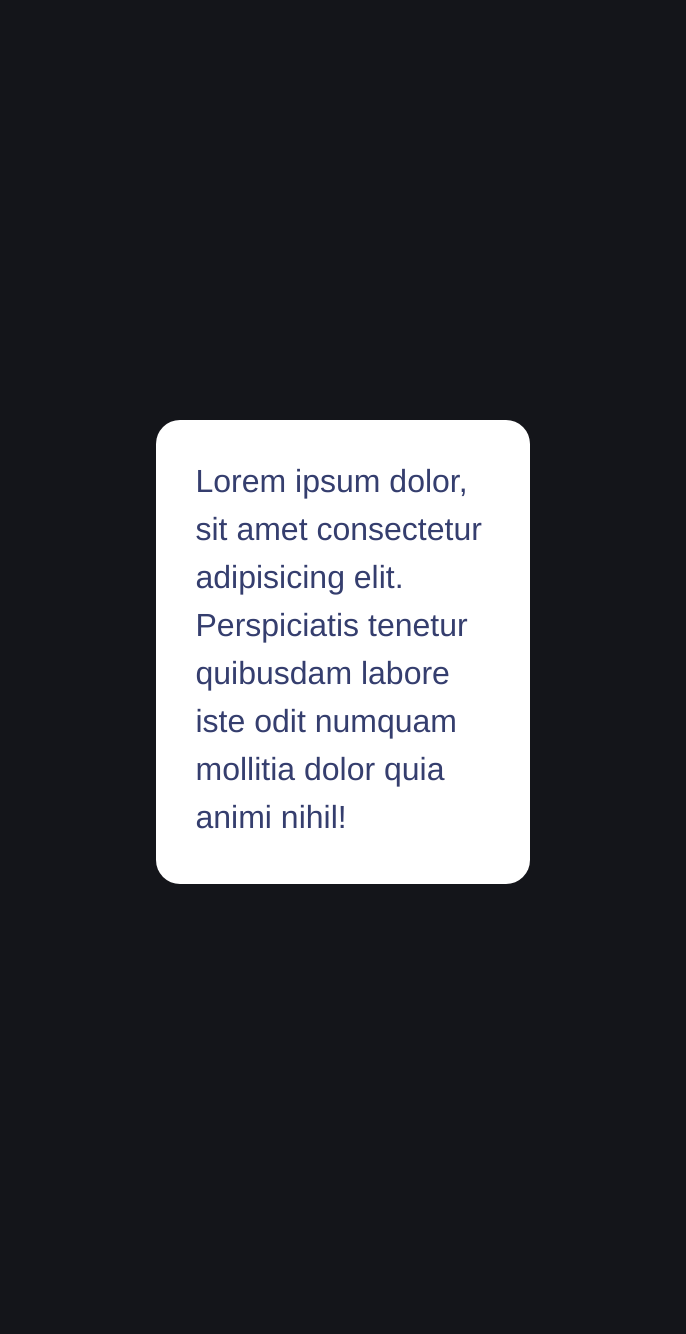 Lorem ipsum dolor,
sit amet consectetur
adipisicing elit.
Perspiciatis tenetur
quibusdam labore
iste odit numquam
mollitia dolor quia
animi nihil!